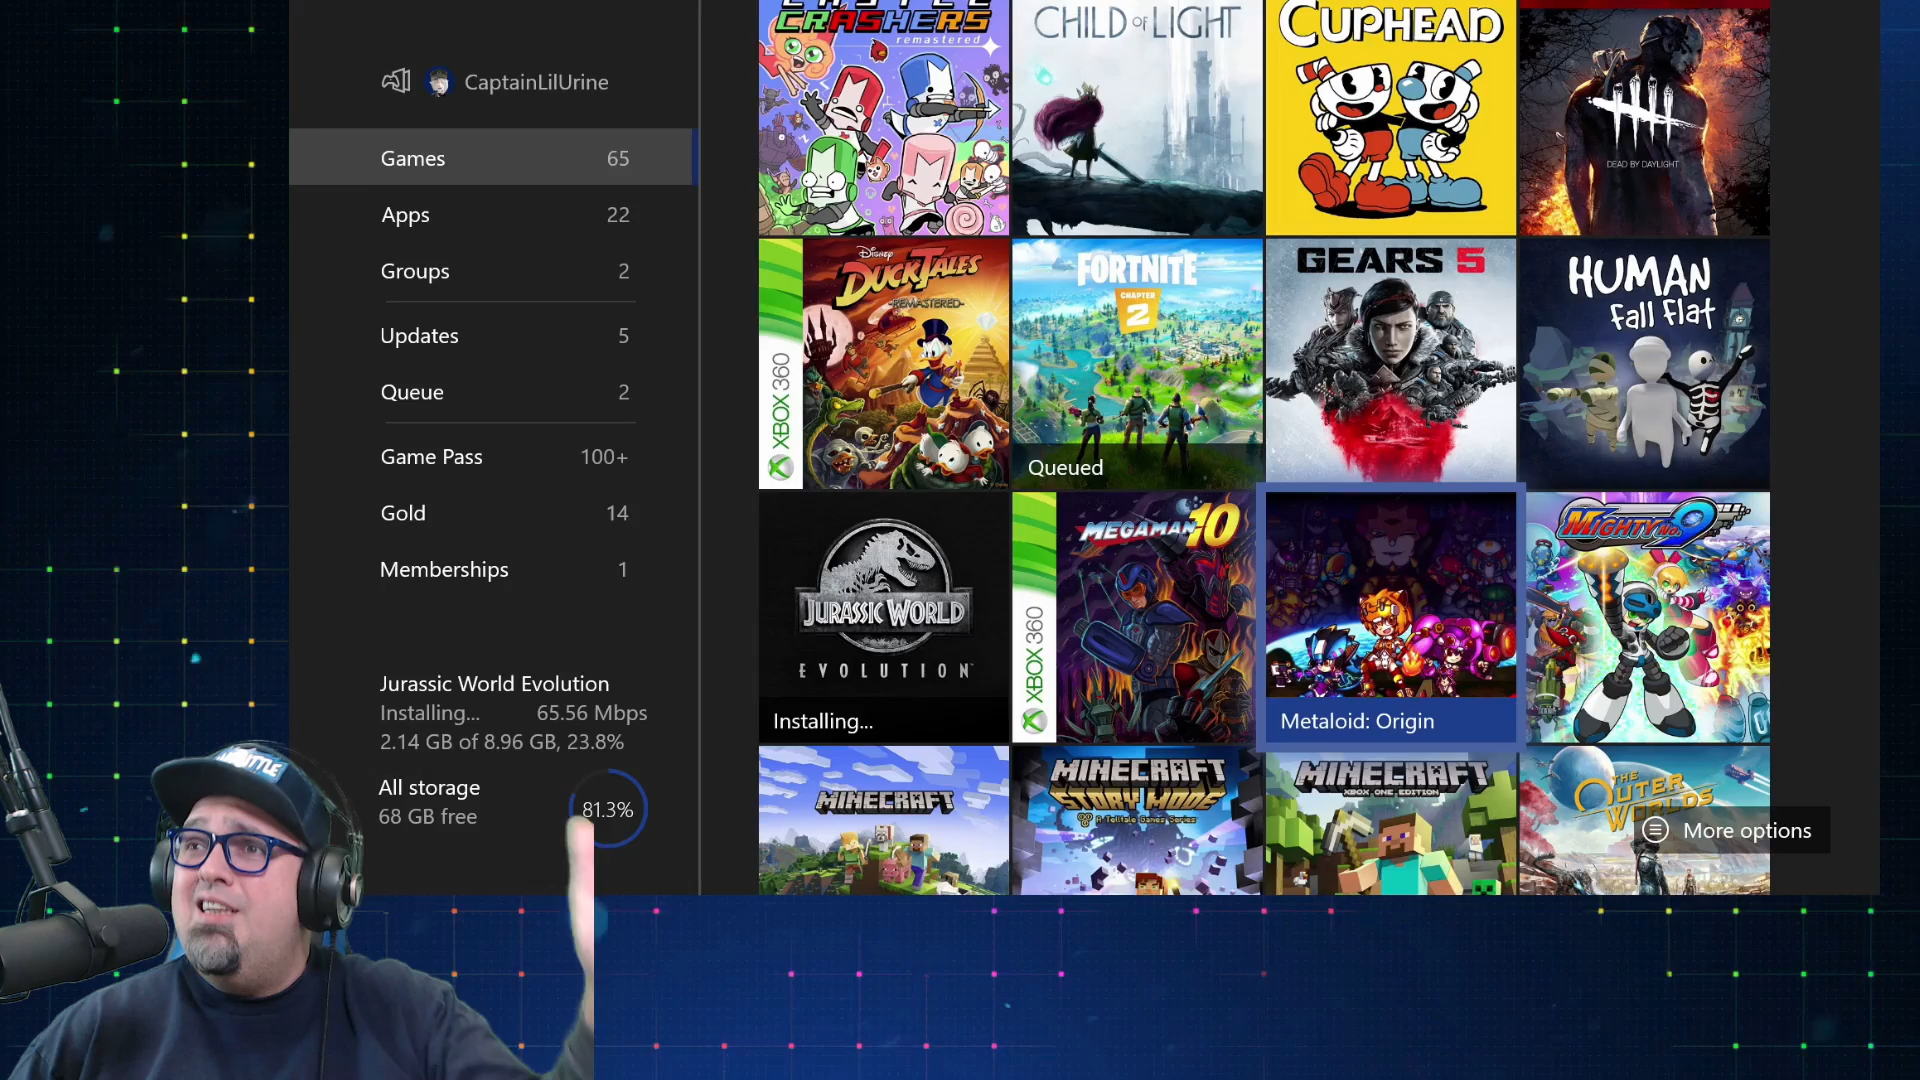 CaptainLilUrine
Games 65
Apps 22
Groups 2
Updates 5
Queue 2
Game Pass 100+
Gold 14
Memberships 1
Jurassic World Evolution
Installing... 65.56 Mbps
2.14 GB of 8.96 GB, 23.8%
All storage
68 GB free
81.3%
CASTLE
CRASHERS
remastered
CHILD OF LIGHT
CUPHEAD
DEAD BY DAYLIGHT
XBOX 360
Disney
DUCKTALES
-REMASTERED-
FORTNITE
CHAPTER
2
Queued
GEARS 5
HUMAN
fall flat
JURASSIC WORLD
EVOLUTION
Installing...
XBOX 360
MEGAMAN 10
Metaloid: Origin
MIGHTY No. 9
MINECRAFT
MINECRAFT
STORY MODE
A Telltale Games Series
MINECRAFT
XBOX ONE EDITION
THE
OUTER
WORLDS
More options